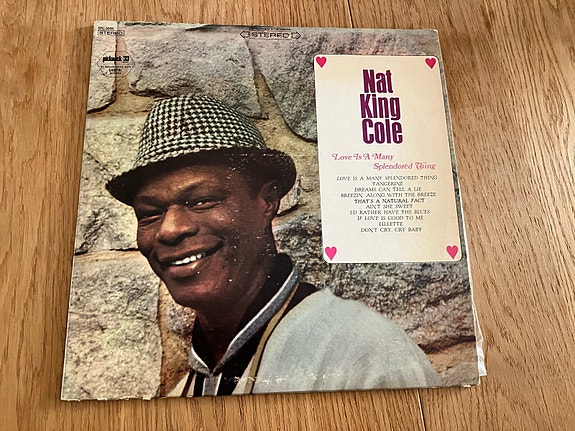 STEREO
STEREO
pickwick 33
Nat
King
Cole
Love Is A Many
Splendored Thing
LOVE IS A MANY SPLENDORED THING
TANGERINE
DREAMS CAN TELL A LIE
BREEZIN' ALONG WITH THE BREEZE
THAT'S A NATURAL FACT
AIN'T SHE SWEET
I'D RATHER HAVE THE BLUES
IF LOVE IS GOOD TO ME
LILLETTE
DON'T CRY, CRY BABY